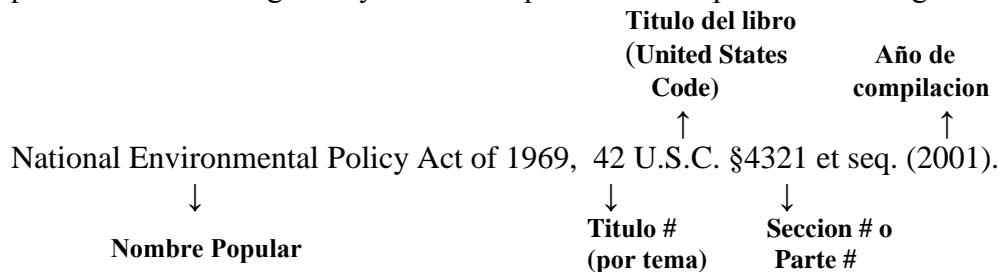 Titulo del libro
(United States Año de
Code) compilacion
↑ ↑
National Environmental Policy Act of 1969, 42 U.S.C. §4321 et seq. (2001).
↓ ↓ ↓
Nombre Popular Titulo # Seccion # o
(por tema) Parte #